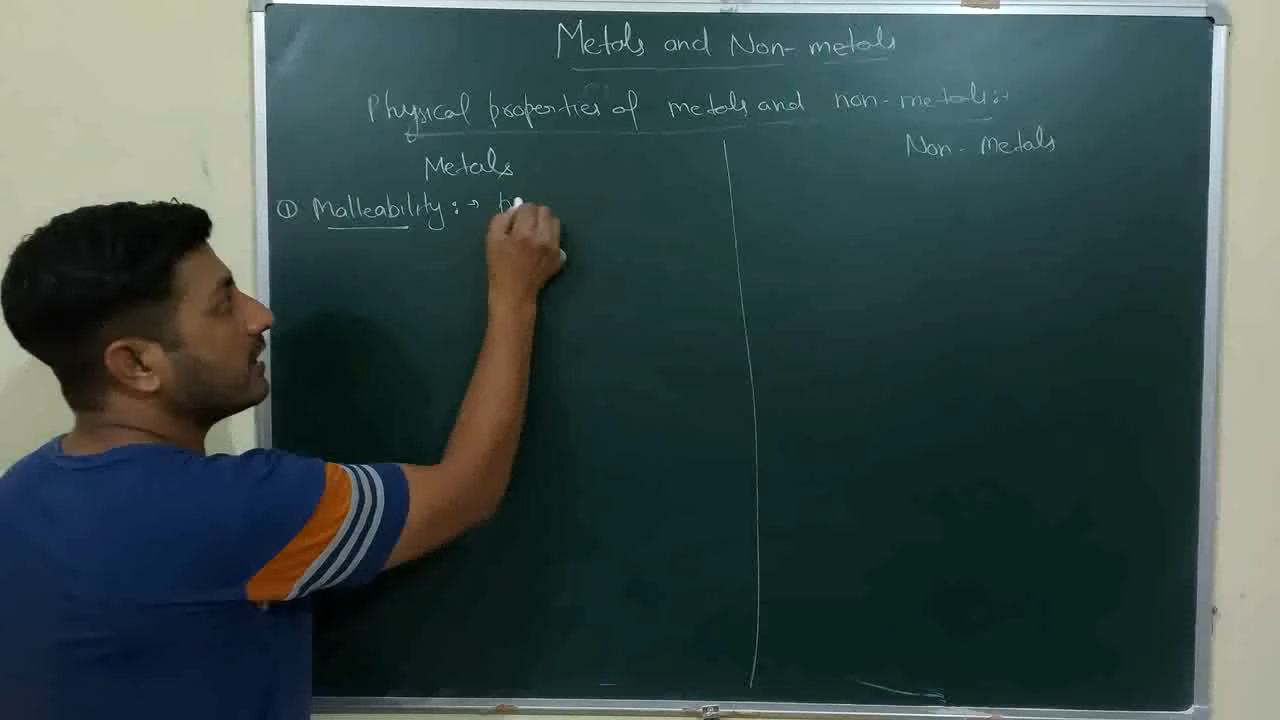 Metals and Non-metals
Physical properties of metals and non-metals:→
Metals
Non-Metals
① Malleability:→